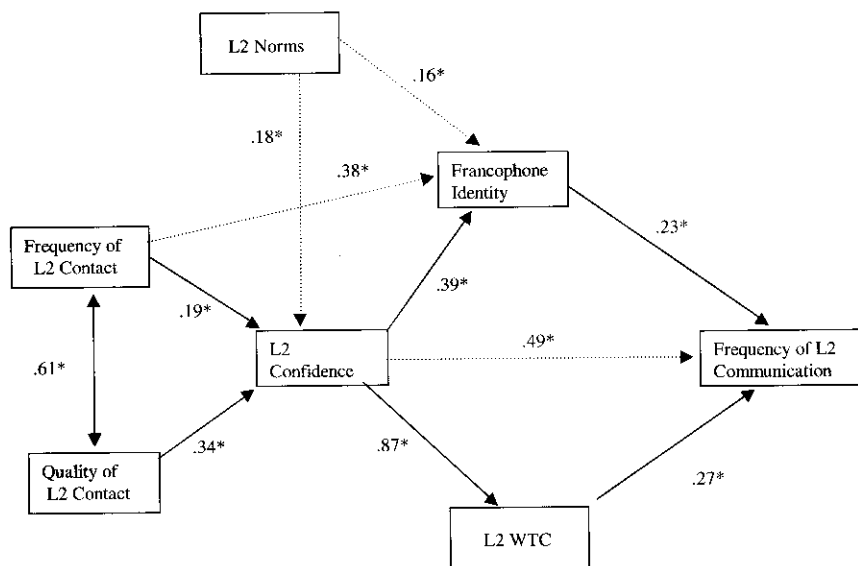 L2 Norms
.16*
.18*
.38*
Francophone
Identity
.23*
Frequency of
L2 Contact
.19*
.39*
L2
Confidence
.49*
Frequency of L2
Communication
.61*
.34*
.87*
Quality of
L2 Contact
.27*
L2 WTC